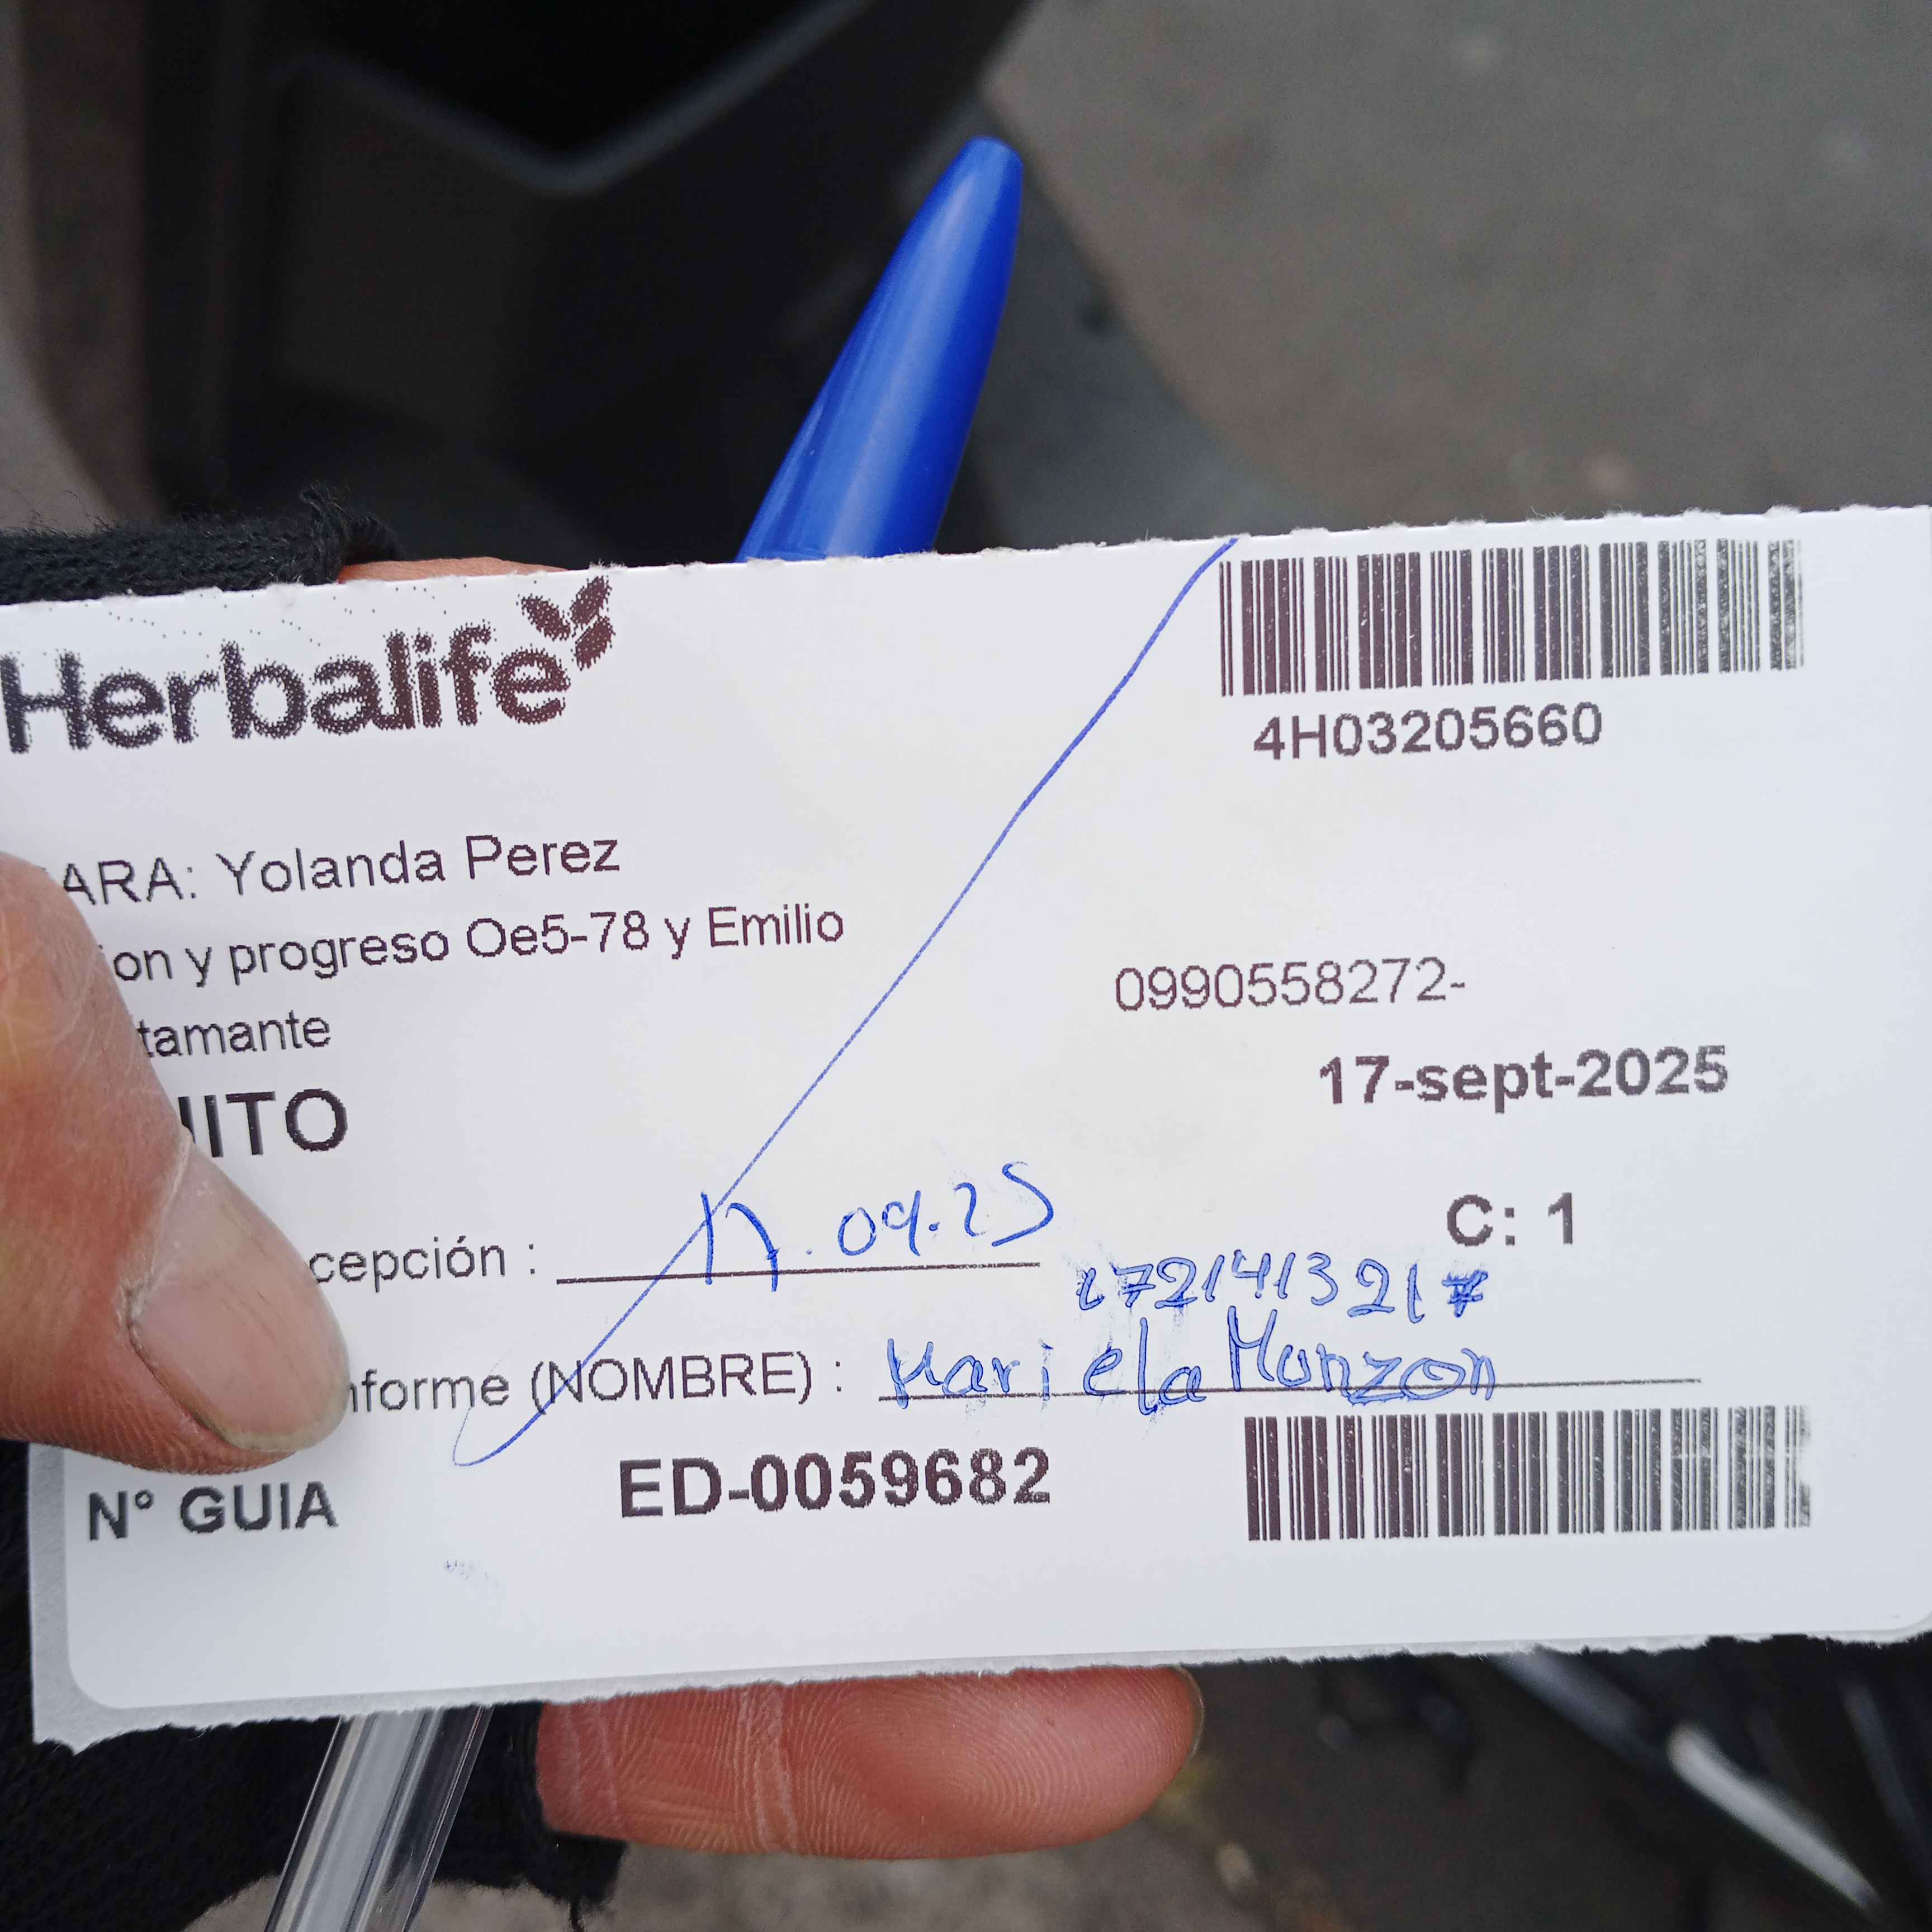 Herbalife
4H03205660
ARA: Yolanda Perez
ion y progreso Oe5-78 y Emilio
0990558272-
tamante
17-sept-2025
IITO
C: 1
cepción : 17.09.25
172141321
nforme (NOMBRE) : Mariela Monzon
N° GUIA ED-0059682